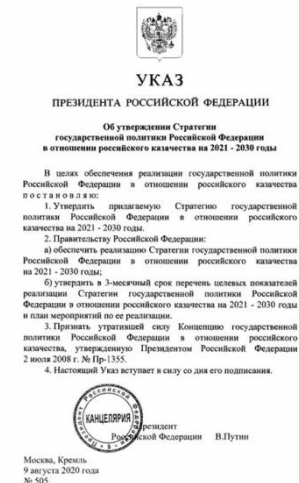 УКАЗ
ПРЕЗИДЕНТА РОССИЙСКОЙ ФЕДЕРАЦИИ
Об утверждении Стратегии
государственной политики Российской Федерации
в отношении российского казачества на 2021 - 2030 годы
В целях обеспечения реализации государственной политики
Российской Федерации в отношении российского казачества
постановляю:
1. Утвердить прилагаемую Стратегию государственной
политики Российской Федерации в отношении российского
казачества на 2021 - 2030 годы.
2. Правительству Российской Федерации:
а) обеспечить реализацию Стратегии государственной политики
Российской Федерации в отношении российского казачества
на 2021 - 2030 годы;
б) утвердить в 3-месячный срок перечень целевых показателей
реализации Стратегии государственной политики Российской
Федерации в отношении российского казачества на 2021 - 2030 годы
и план мероприятий по ее реализации.
3. Признать утратившей силу Концепцию государственной
политики Российской Федерации в отношении российского
казачества, утвержденную Президентом Российской Федерации
2 июля 2008 г. № Пр-1355.
4. Настоящий Указ вступает в силу со дня его подписания.
КАНЦЕЛЯРИЯ
Президент
Российской Федерации В.Путин
Москва, Кремль
9 августа 2020 года
№ 505